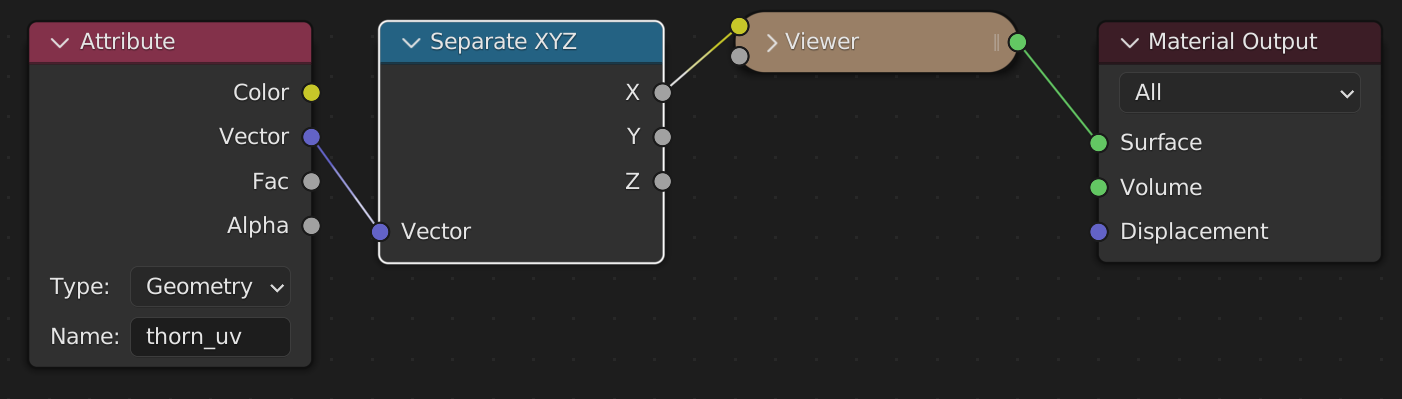 Attribute
Color
Vector
Fac
Alpha
Type: Geometry
Name: thorn_uv
Separate XYZ
X
Y
Z
Vector
Viewer
Material Output
All
Surface
Volume
Displacement